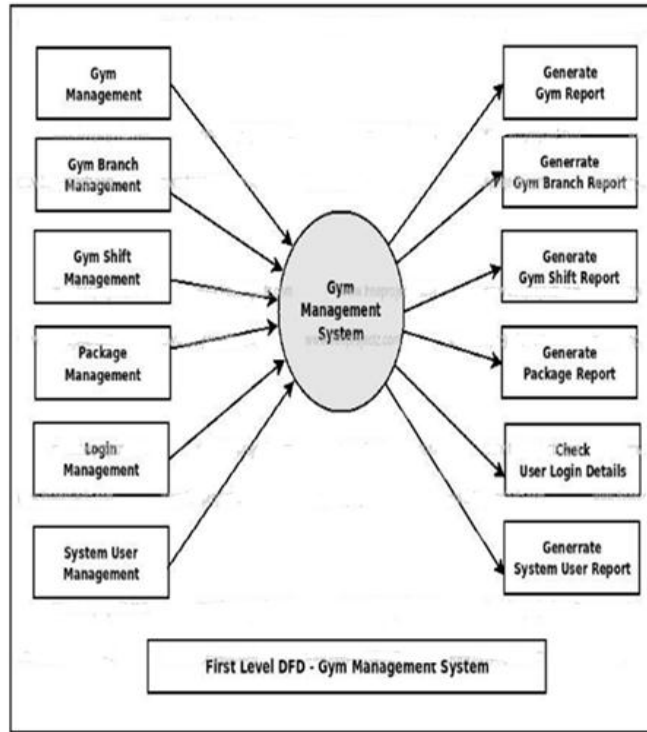 Gym
Management
Gym Branch
Management
Gym Shift
Management
Package
Management
Login
Management
System User
Management
Gym
Management
System
Generate
Gym Report
Generrate
Gym Branch Report
Generate
Gym Shift Report
Generate
Package Report
Check
User Login Details
Generrate
System User Report
First Level DFD - Gym Management System